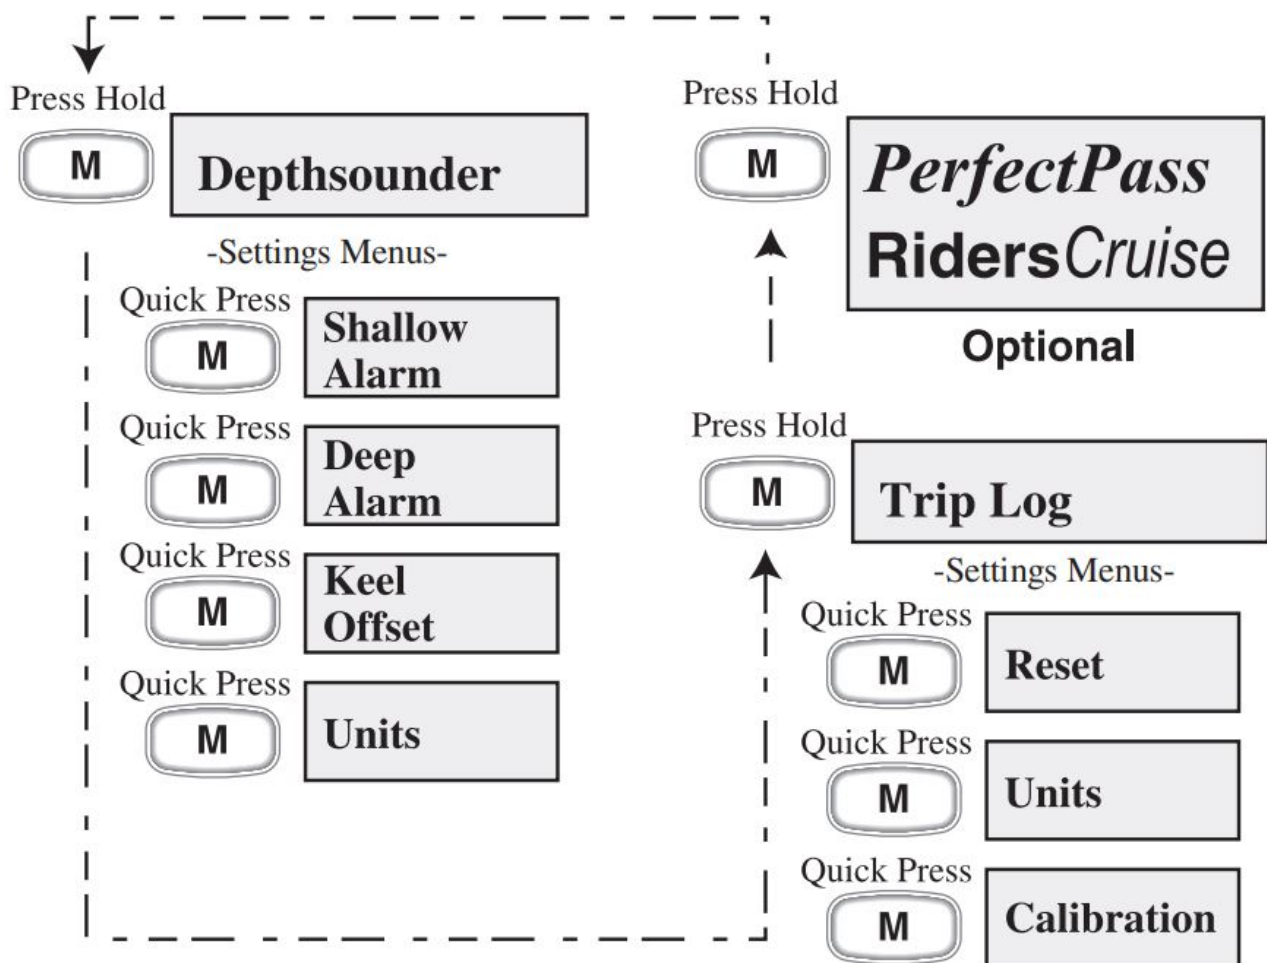 Press Hold
M
Depthsounder
-Settings Menus-
Quick Press
M
Shallow
Alarm
Quick Press
M
Deep
Alarm
Quick Press
M
Keel
Offset
Quick Press
M
Units
Press Hold
M
PerfectPass
RidersCruise
Optional
Press Hold
M
Trip Log
-Settings Menus-
Quick Press
M
Reset
Quick Press
M
Units
Quick Press
M
Calibration